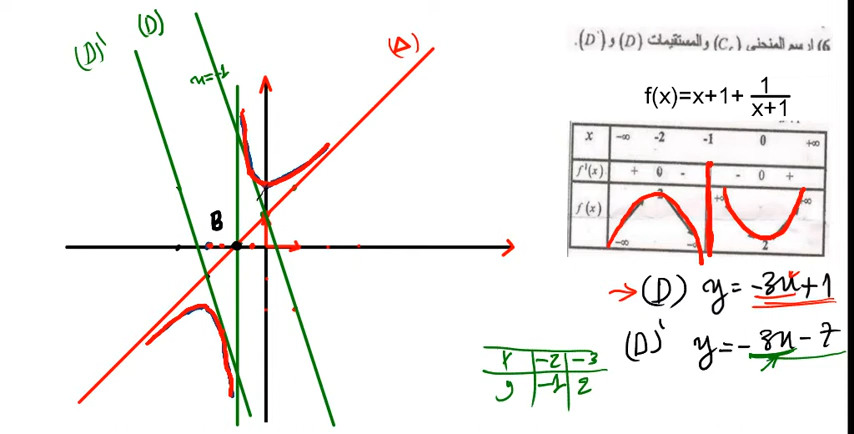 (D)
(D)'
(Δ)
x=-1
B
6) ارسم المنحنى (Cf) والمستقيمات (D) و (D').
f(x)=x+1+ 1/(x+1)
x -∞ -2 -1 0 +∞
f'(x) + 0 - - 0 +
f(x) -∞ -2 -∞ +∞ 2 +∞
→ (D) y = -3x+1
(D)' y = -3x-7
x -2 -3
y -1 2